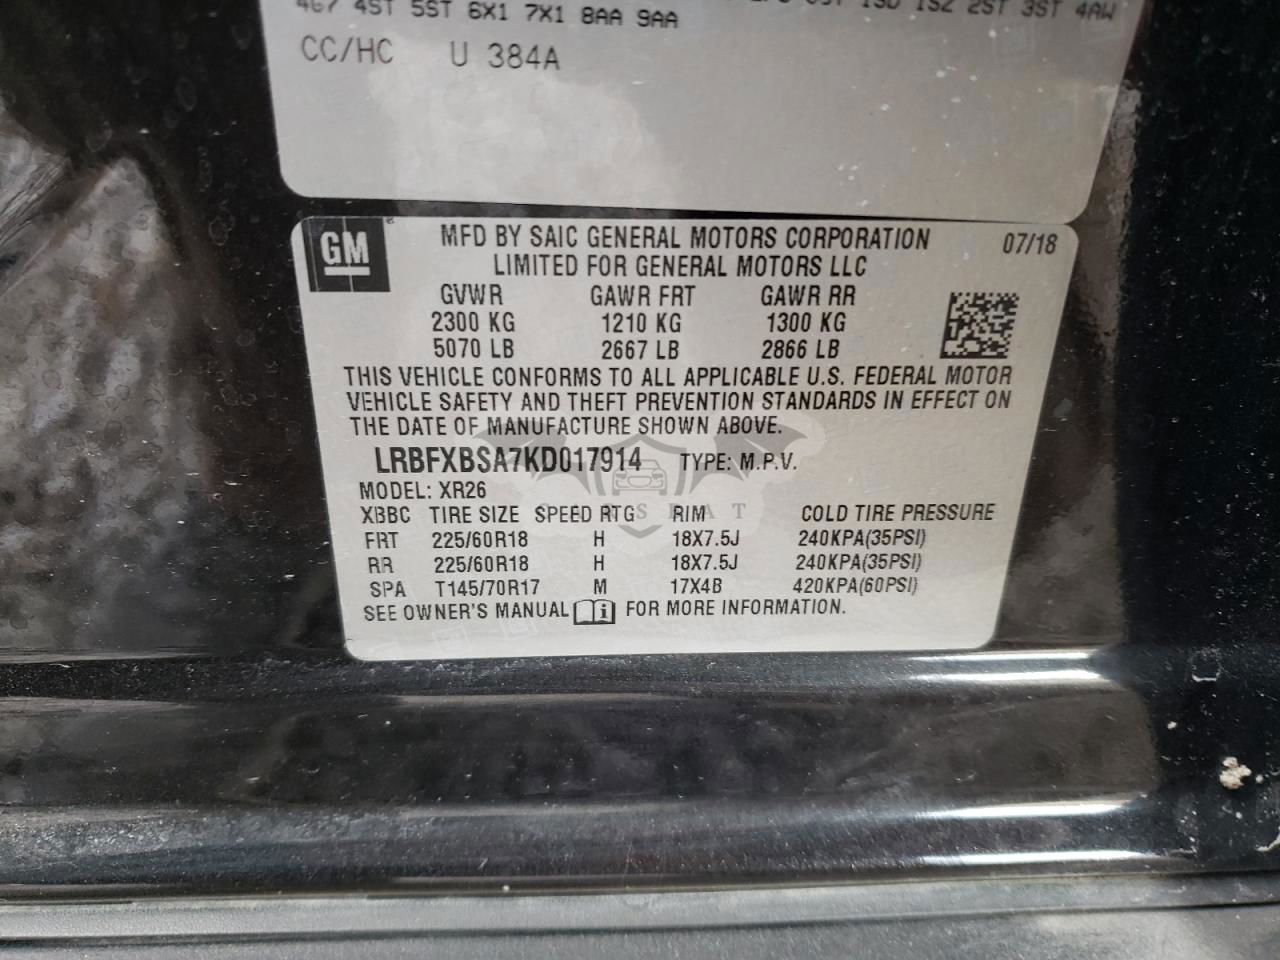 467 4ST 5ST 6X1 7X1 8AA 9AA 1SZ 2ST 3ST 4AW
CC/HC U 384A
GM
MFD BY SAIC GENERAL MOTORS CORPORATION 07/18
LIMITED FOR GENERAL MOTORS LLC
GVWR GAWR FRT GAWR RR
2300 KG 1210 KG 1300 KG
5070 LB 2667 LB 2866 LB
THIS VEHICLE CONFORMS TO ALL APPLICABLE U.S. FEDERAL MOTOR
VEHICLE SAFETY AND THEFT PREVENTION STANDARDS IN EFFECT ON
THE DATE OF MANUFACTURE SHOWN ABOVE.
LRBFXBSA7KD017914 TYPE: M.P.V.
MODEL: XR26
XBBC TIRE SIZE SPEED RTG RIM COLD TIRE PRESSURE
FRT 225/60R18 H 18X7.5J 240KPA(35PSI)
RR 225/60R18 H 18X7.5J 240KPA(35PSI)
SPA T145/70R17 M 17X4B 420KPA(60PSI)
SEE OWNER'S MANUAL FOR MORE INFORMATION.